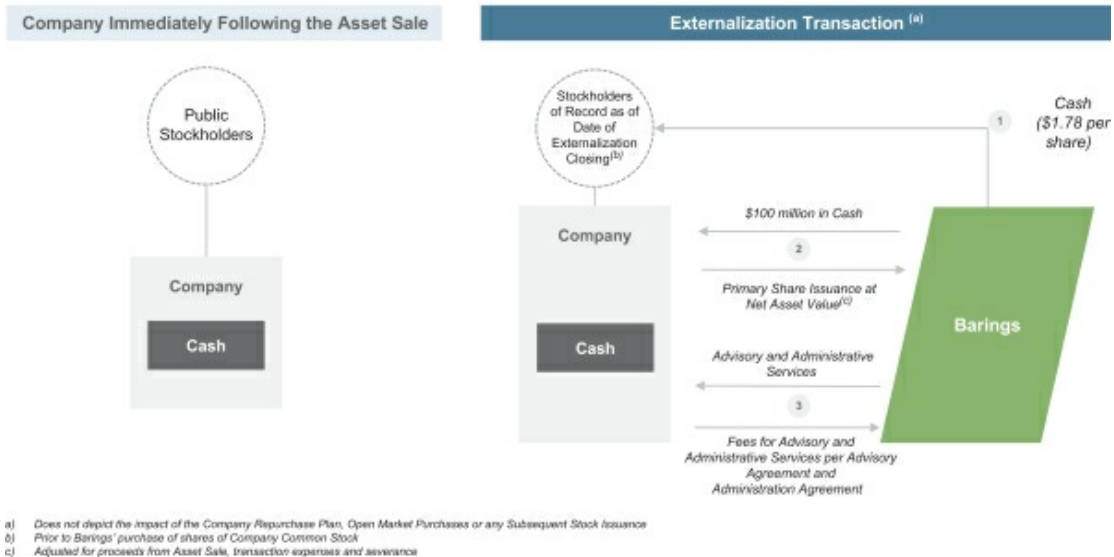 Company Immediately Following the Asset Sale
Externalization Transaction (a)
Public
Stockholders
Company
Cash
Stockholders
of Record as of
Date of
Externalization
Closing(b)
1
Cash
($1.78 per
share)
Company
Cash
$100 million in Cash
2
Primary Share Issuance at
Net Asset Value(c)
Advisory and Administrative
Services
3
Fees for Advisory and
Administrative Services per Advisory
Agreement and
Administration Agreement
Barings
a) Does not depict the impact of the Company Repurchase Plan, Open Market Purchases or any Subsequent Stock Issuance
b) Prior to Barings' purchase of shares of Company Common Stock
c) Adjusted for proceeds from Asset Sale, transaction expenses and severance